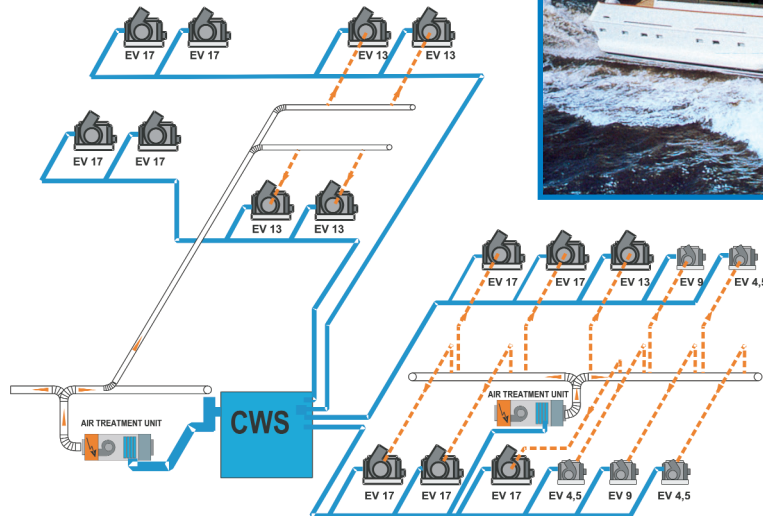 EV 17 EV 17 EV 13 EV 13
EV 17 EV 17
EV 13 EV 13
EV 17 EV 17 EV 13 EV 9 EV 4,5
AIR TREATMENT UNIT
CWS
AIR TREATMENT UNIT
EV 17 EV 17 EV 17 EV 4,5 EV 9 EV 4,5